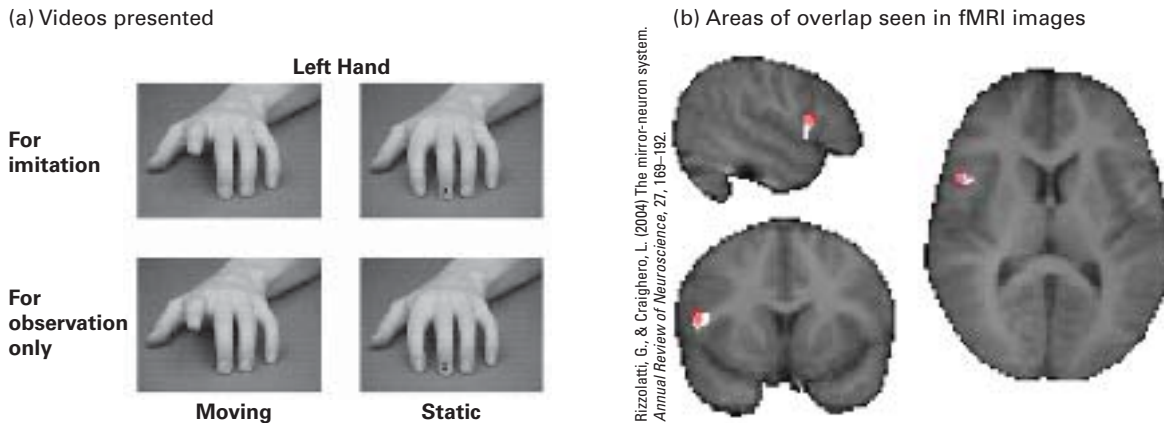 (a) Videos presented
Left Hand
For
imitation
For
observation
only
Moving
Static
(b) Areas of overlap seen in fMRI images
Rizzolatti, G., & Craighero, L. (2004) The mirror-neuron system.
Annual Review of Neuroscience, 27, 169–192.